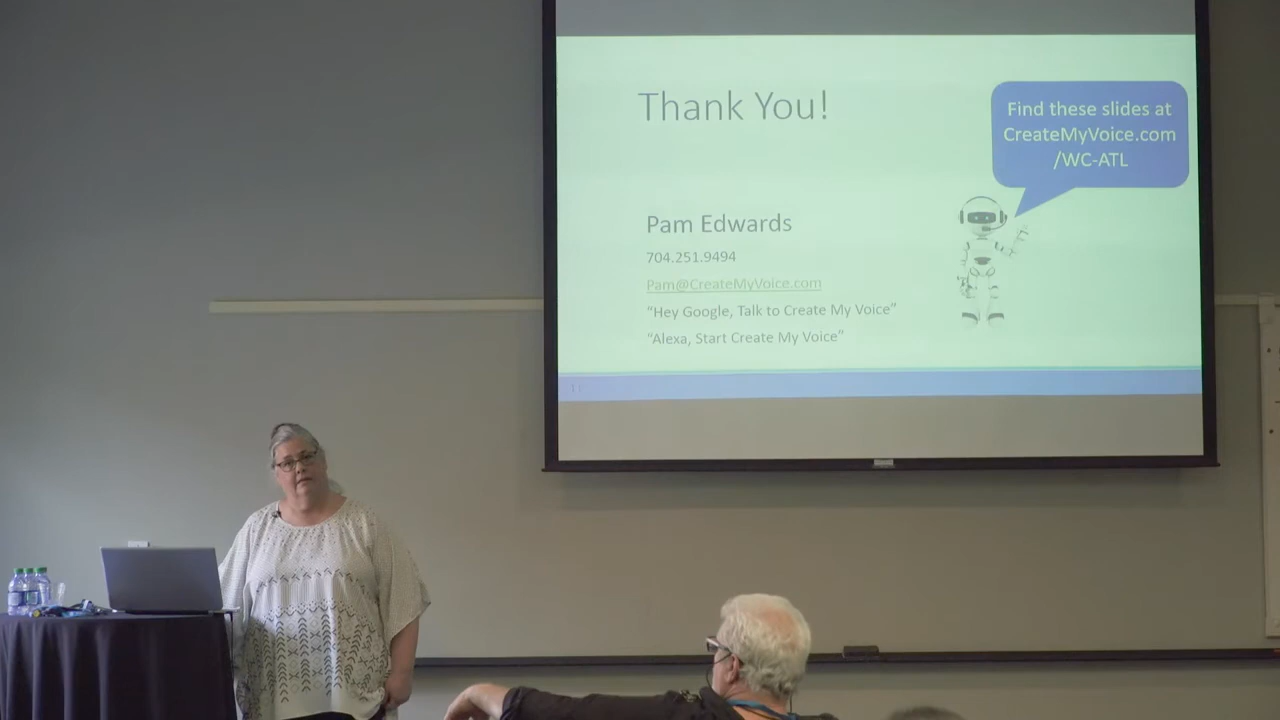 Thank You!
Find these slides at
CreateMyVoice.com
/WC-ATL
Pam Edwards
704.251.9494
Pam@CreateMyVoice.com
“Hey Google, Talk to Create My Voice”
“Alexa, Start Create My Voice”